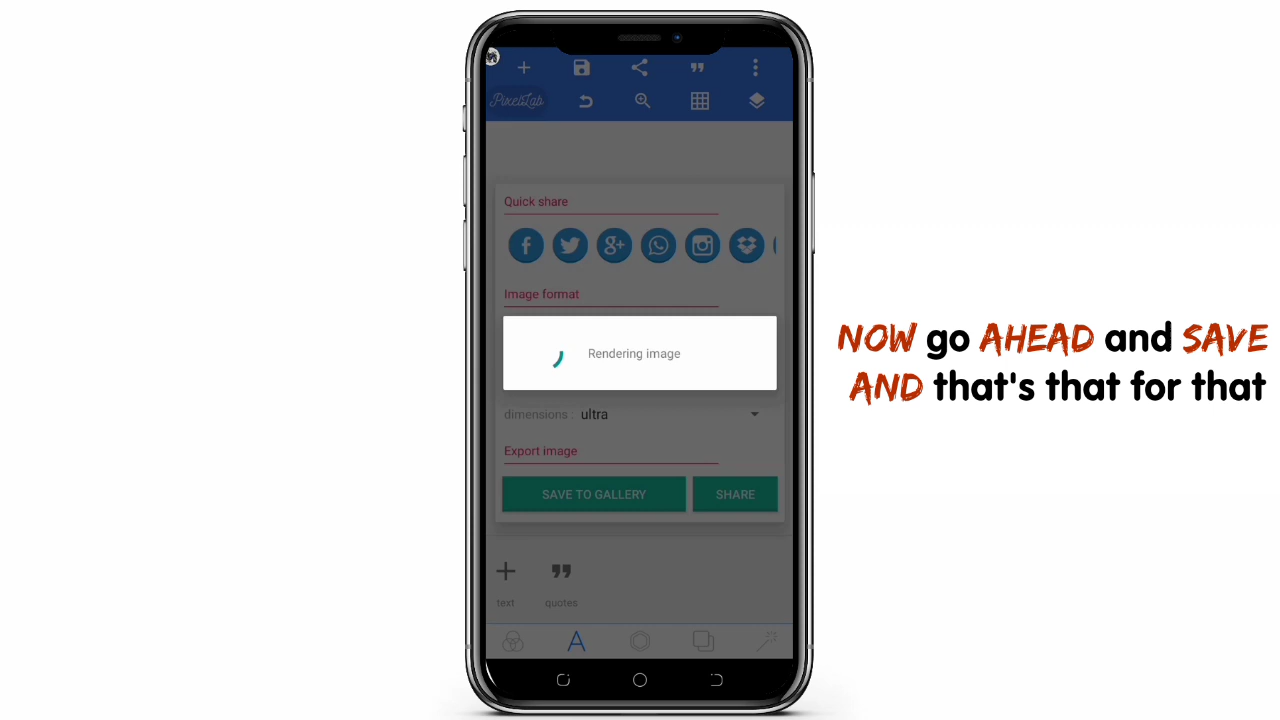 PixelLab
Quick share
Image format
Rendering image
dimensions : ultra
Export image
SAVE TO GALLERY SHARE
text quotes
NOW go AHEAD and SAVE
AND that's that for that